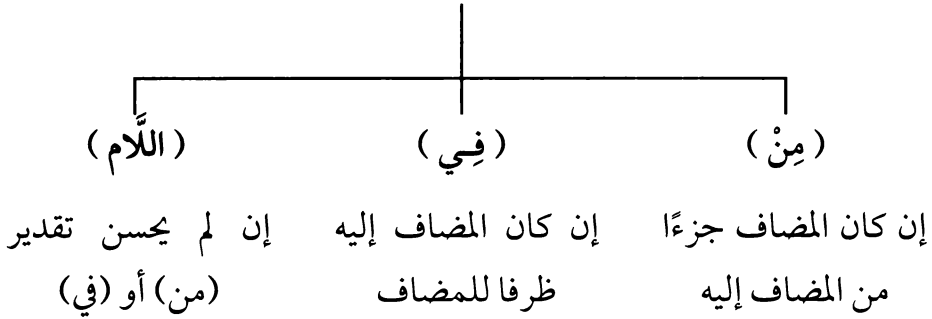 ( مِنْ ) ( فِي ) ( اللَّام )
إن كان المضاف جزءًا إن كان المضاف إليه إن لم يحسن تقدير
من المضاف إليه ظرفا للمضاف (من) أو (في)